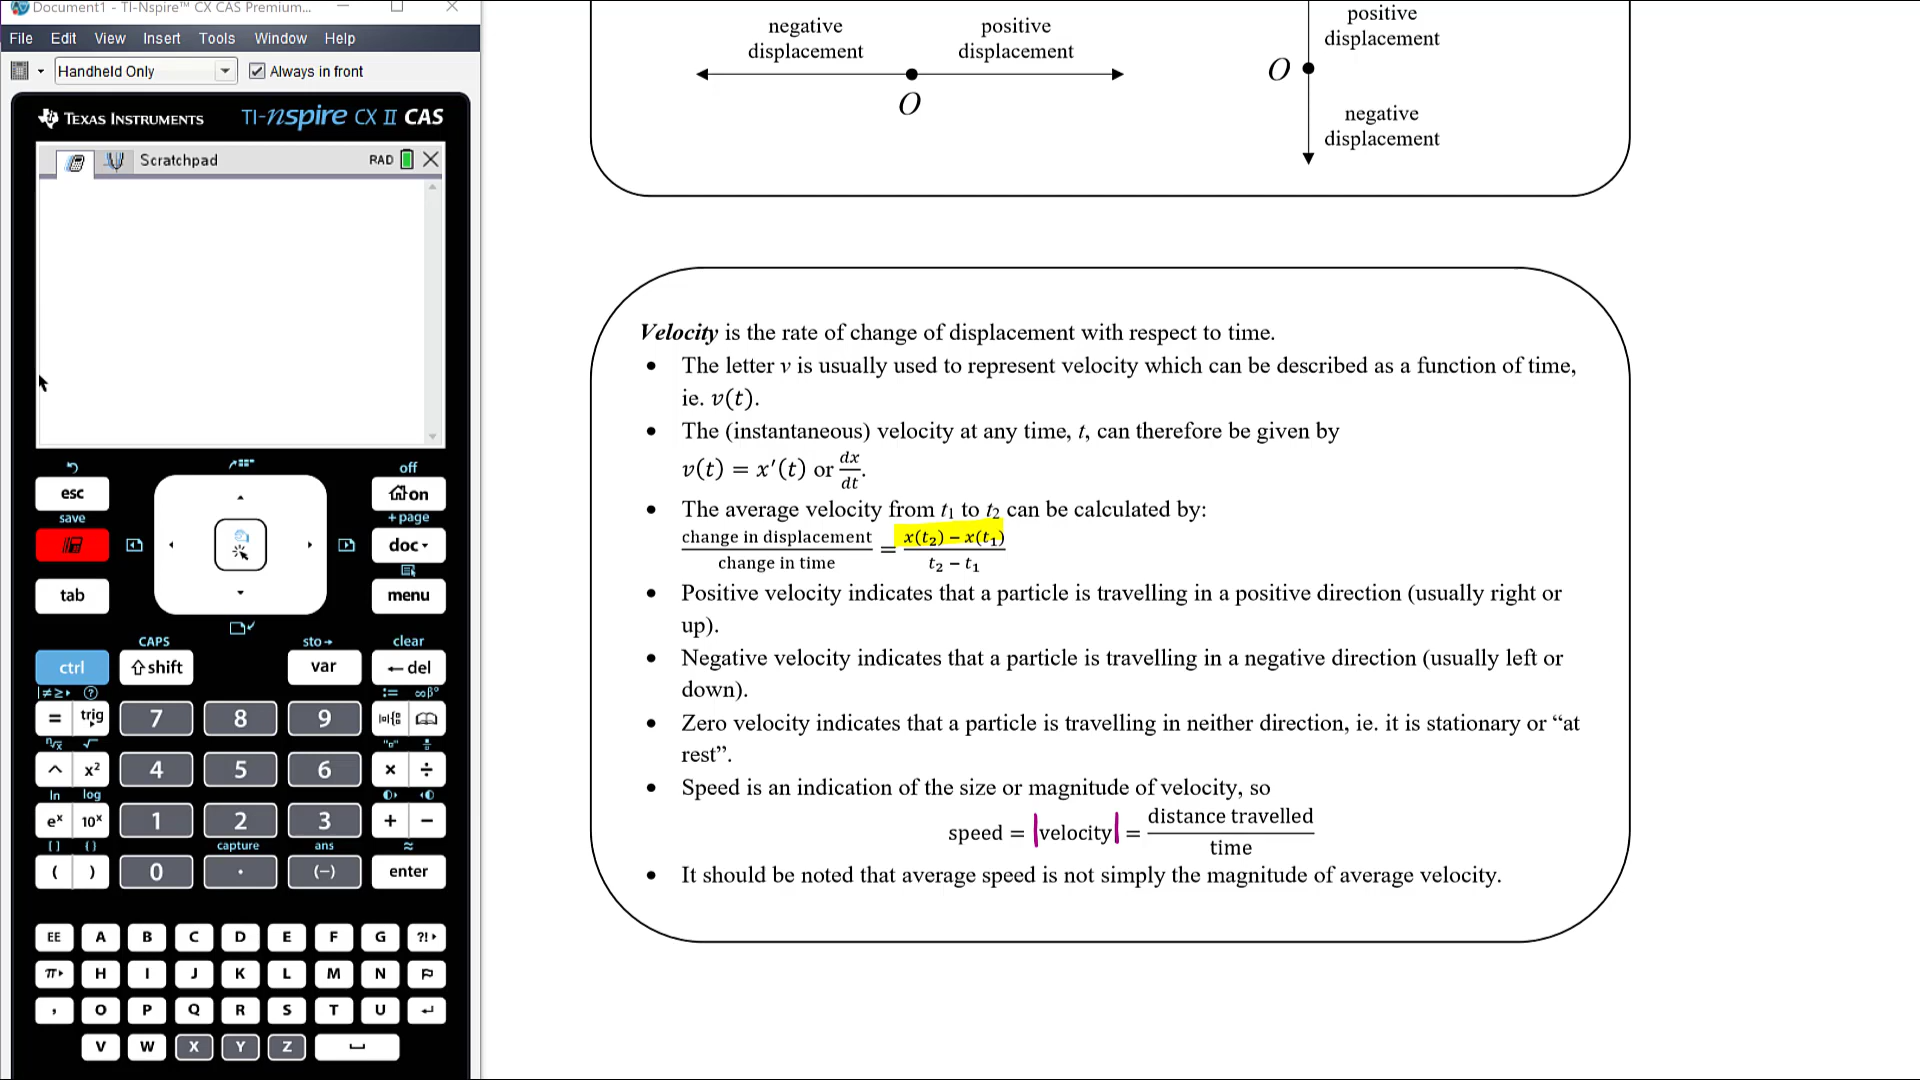 Document1 - TI-Nspire™ CX CAS Premium...
File Edit View Insert Tools Window Help
Handheld Only Always in front
TEXAS INSTRUMENTS TI-nspire CX II CAS
Scratchpad RAD
off
esc on
save +page
doc
tab menu
CAPS sto→ clear
ctrl shift var ←del
|≠≥▸ ? := ∞β°
= trig 7 8 9
ⁿ√x √
^ x² 4 5 6 × ÷
ln log
eˣ 10ˣ 1 2 3 + −
[ ] { } capture ans ≈
( ) 0 . (−) enter
EE A B C D E F G ?!▸
π▸ H I J K L M N
, O P Q R S T U ↵
V W X Y Z
negative displacement
positive displacement
O
positive displacement
O
negative displacement
Velocity is the rate of change of displacement with respect to time.
• The letter v is usually used to represent velocity which can be described as a function of time,
ie. v(t).
• The (instantaneous) velocity at any time, t, can therefore be given by
v(t) = x′(t) or dx/dt.
• The average velocity from t₁ to t₂ can be calculated by:
change in displacement / change in time = x(t₂) − x(t₁) / t₂ − t₁
• Positive velocity indicates that a particle is travelling in a positive direction (usually right or
up).
• Negative velocity indicates that a particle is travelling in a negative direction (usually left or
down).
• Zero velocity indicates that a particle is travelling in neither direction, ie. it is stationary or “at
rest”.
• Speed is an indication of the size or magnitude of velocity, so
speed = |velocity| = distance travelled / time
• It should be noted that average speed is not simply the magnitude of average velocity.